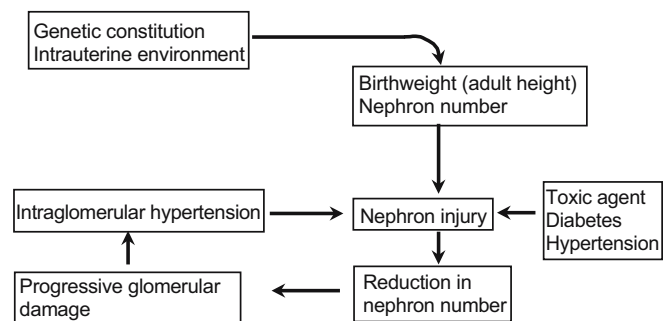 Genetic constitution
Intrauterine environment
Birthweight (adult height)
Nephron number
Intraglomerular hypertension
Nephron injury
Toxic agent
Diabetes
Hypertension
Progressive glomerular
damage
Reduction in
nephron number